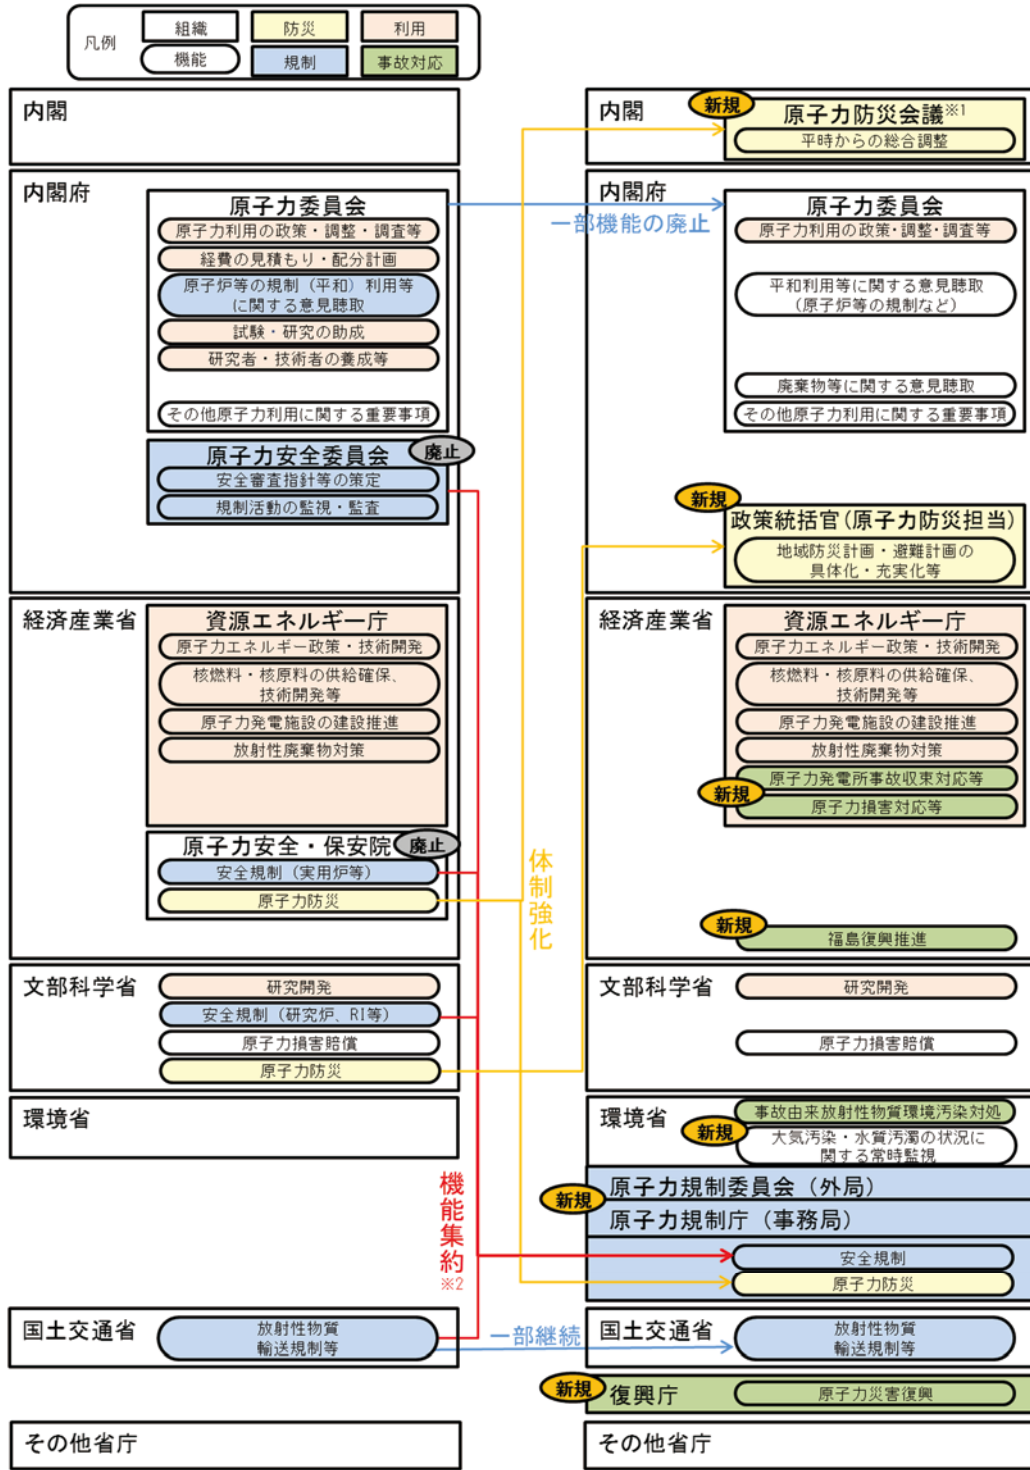 凡例
組織
防災
利用
機能
規制
事故対応
内閣
内閣府
原子力委員会
原子力利用の政策・調整・調査等
経費の見積もり・配分計画
原子炉等の規制（平和）利用等
に関する意見聴取
試験・研究の助成
研究者・技術者の養成等
その他原子力利用に関する重要事項
原子力安全委員会
廃止
安全審査指針等の策定
規制活動の監視・監査
経済産業省
資源エネルギー庁
原子力エネルギー政策・技術開発
核燃料・核原料の供給確保、
技術開発等
原子力発電施設の建設推進
放射性廃棄物対策
原子力安全・保安院
廃止
安全規制（実用炉等）
原子力防災
文部科学省
研究開発
安全規制（研究炉、RI等）
原子力損害賠償
原子力防災
環境省
国土交通省
放射性物質
輸送規制等
その他省庁
一部機能の廃止
体制強化
機能集約
※2
一部継続
内閣
新規
原子力防災会議※1
平時からの総合調整
内閣府
原子力委員会
原子力利用の政策・調整・調査等
平和利用等に関する意見聴取
（原子炉等の規制など）
廃棄物等に関する意見聴取
その他原子力利用に関する重要事項
新規
政策統括官（原子力防災担当）
地域防災計画・避難計画の
具体化・充実化等
経済産業省
資源エネルギー庁
原子力エネルギー政策・技術開発
核燃料・核原料の供給確保、
技術開発等
原子力発電施設の建設推進
放射性廃棄物対策
原子力発電所事故収束対応等
新規
原子力損害対応等
新規
福島復興推進
文部科学省
研究開発
原子力損害賠償
環境省
事故由来放射性物質環境汚染対処
新規
大気汚染・水質汚濁の状況に
関する常時監視
新規
原子力規制委員会（外局）
原子力規制庁（事務局）
安全規制
原子力防災
国土交通省
放射性物質
輸送規制等
新規
復興庁
原子力災害復興
その他省庁